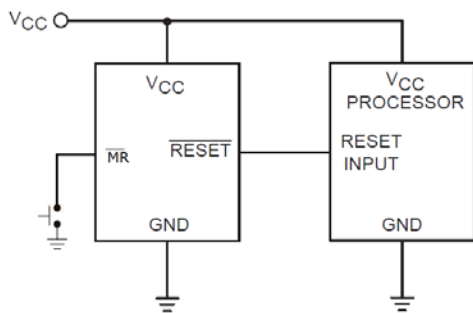 VCC
VCC
MR
RESET
GND
VCC
PROCESSOR
RESET
INPUT
GND